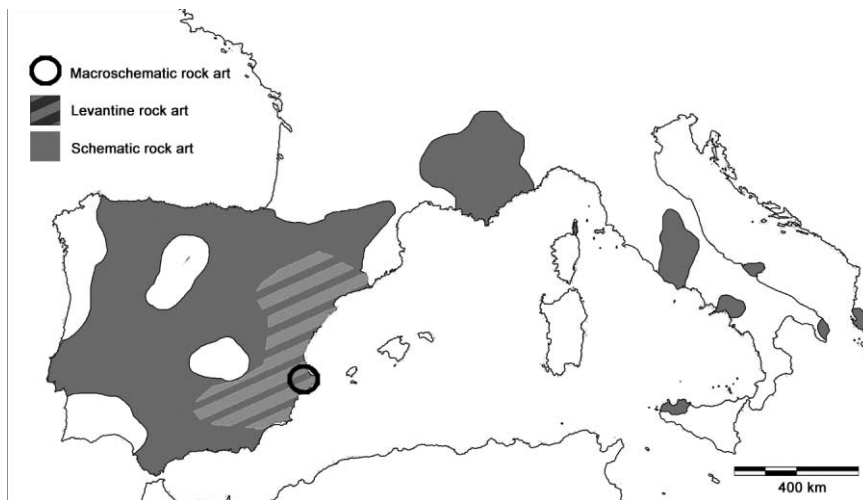 Macroschematic rock art
Levantine rock art
Schematic rock art
400 km